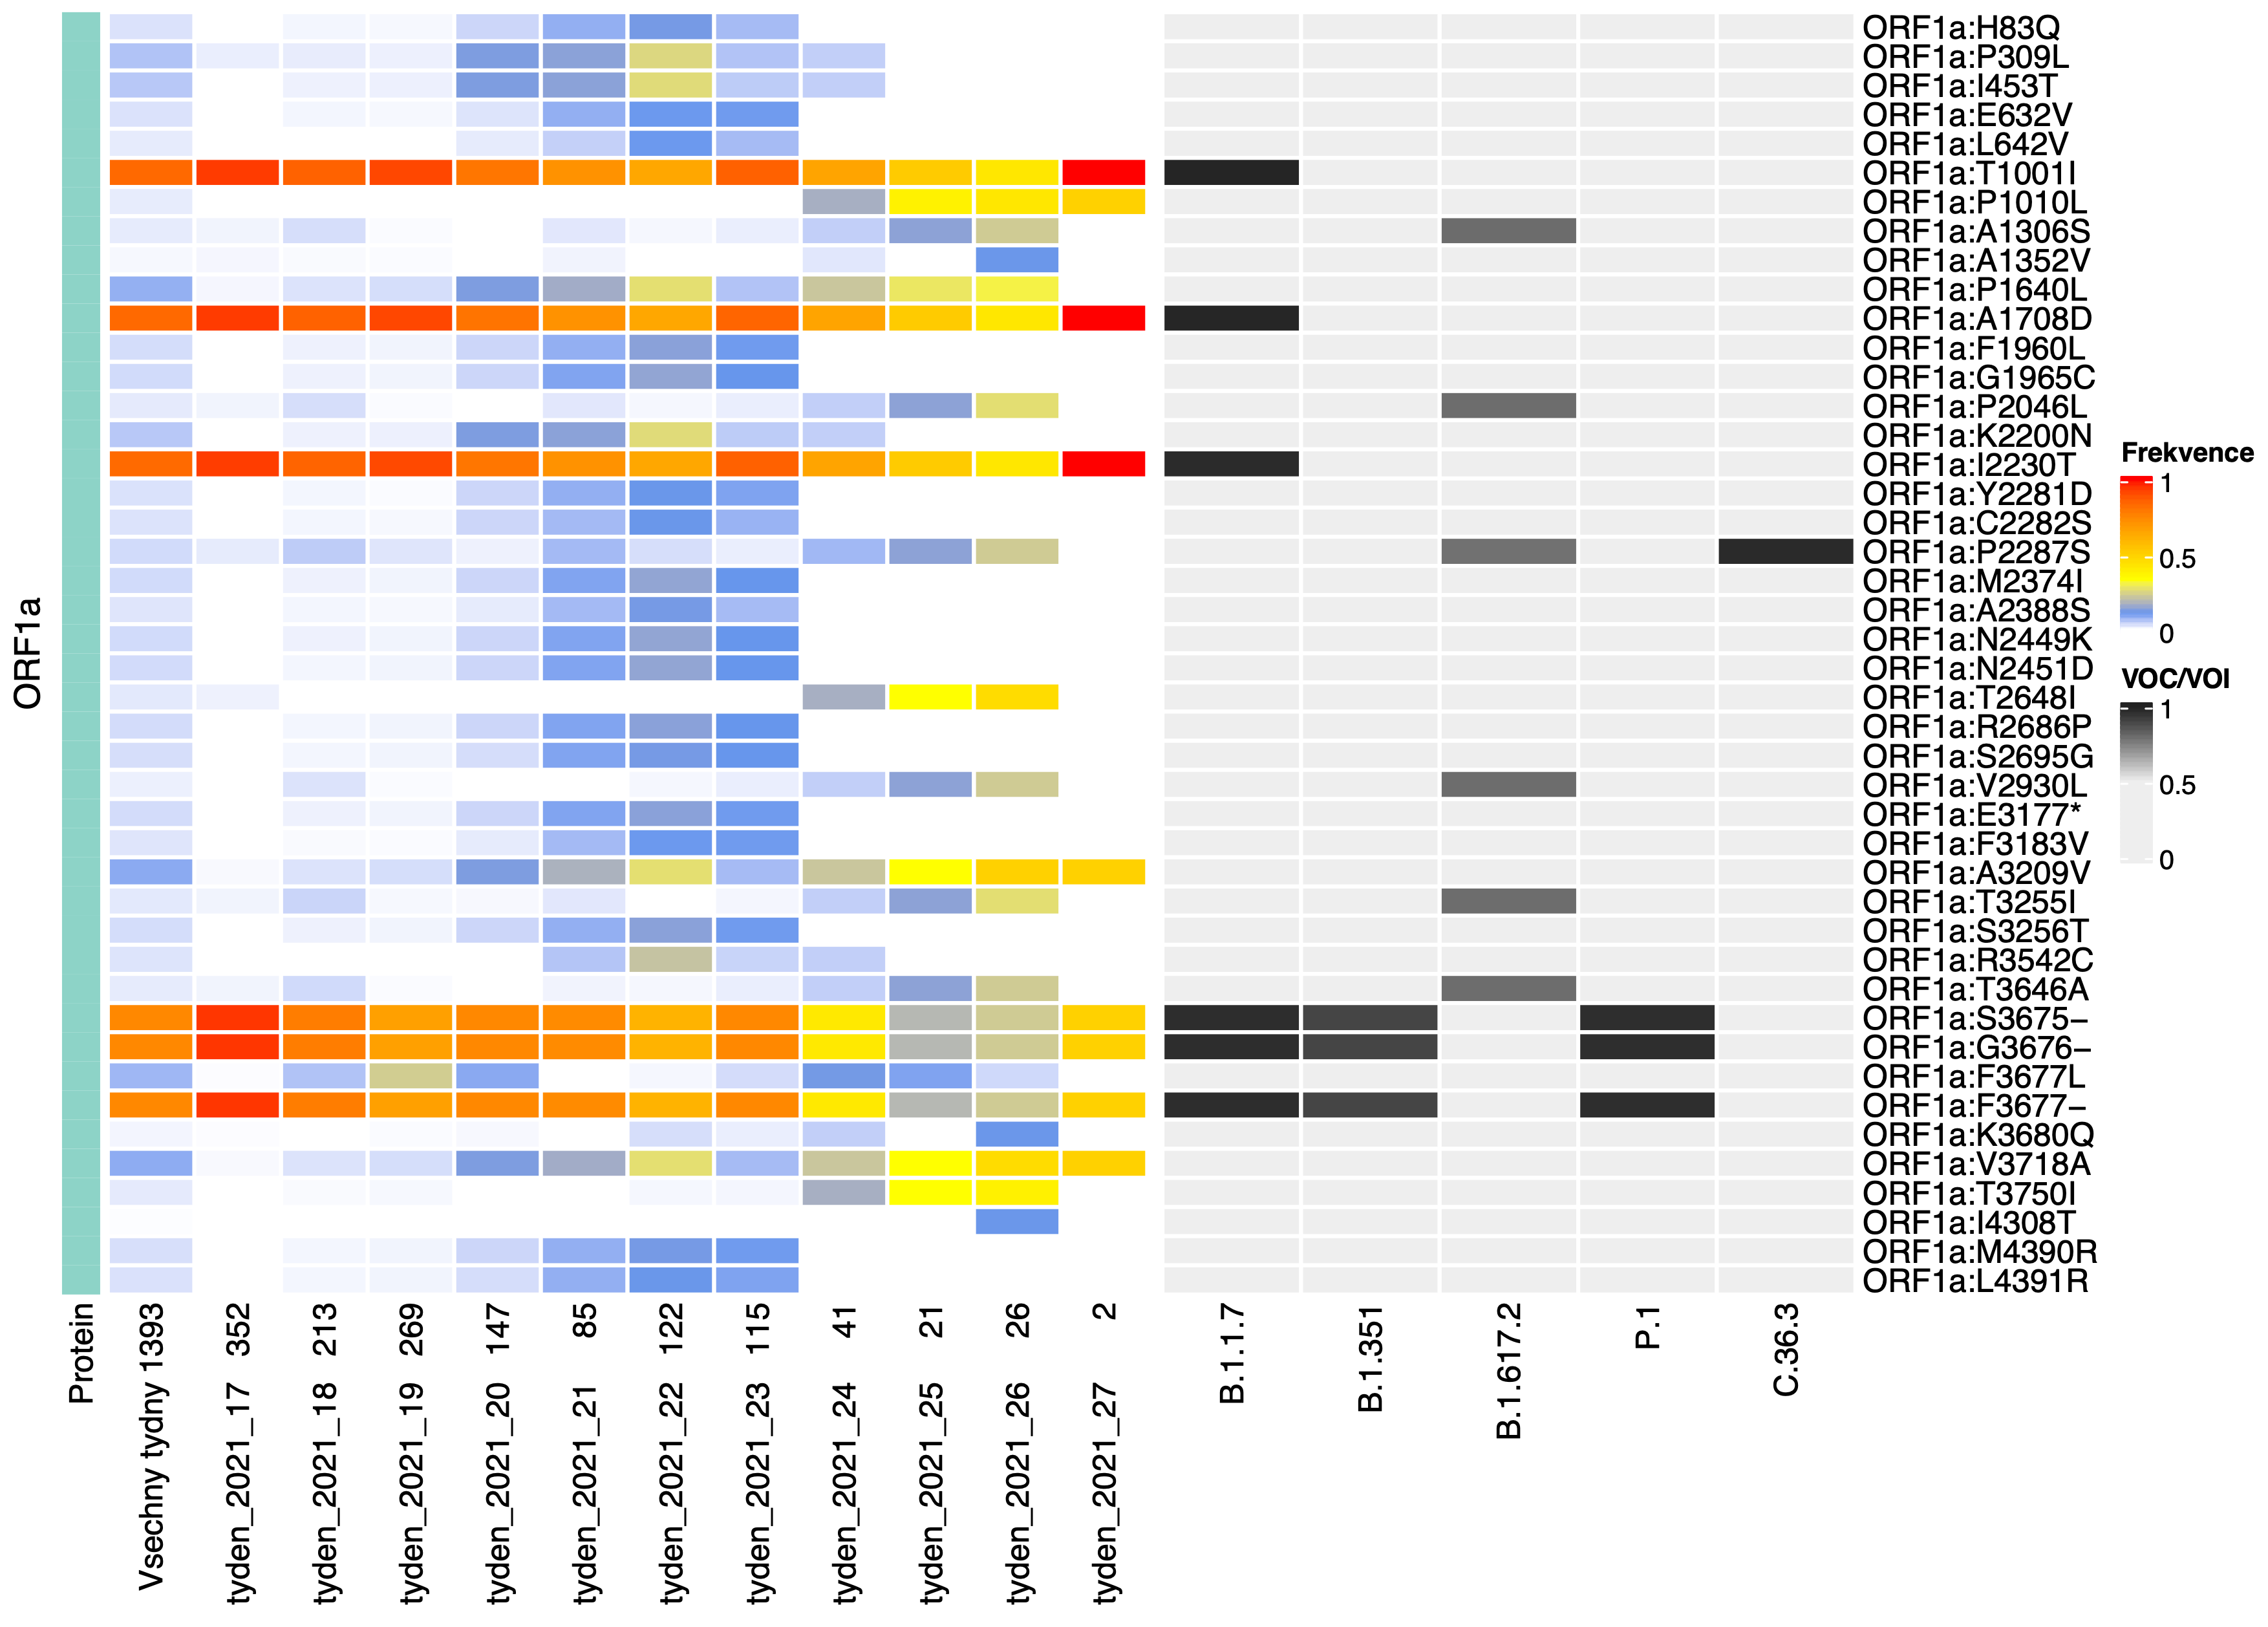 ORF1a
ORF1a:H83Q
ORF1a:P309L
ORF1a:I453T
ORF1a:E632V
ORF1a:L642V
ORF1a:T1001I
ORF1a:P1010L
ORF1a:A1306S
ORF1a:A1352V
ORF1a:P1640L
ORF1a:A1708D
ORF1a:F1960L
ORF1a:G1965C
ORF1a:P2046L
ORF1a:K2200N
ORF1a:I2230T
ORF1a:Y2281D
ORF1a:C2282S
ORF1a:P2287S
ORF1a:M2374I
ORF1a:A2388S
ORF1a:N2449K
ORF1a:N2451D
ORF1a:T2648I
ORF1a:R2686P
ORF1a:S2695G
ORF1a:V2930L
ORF1a:E3177*
ORF1a:F3183V
ORF1a:A3209V
ORF1a:T3255I
ORF1a:S3256T
ORF1a:R3542C
ORF1a:T3646A
ORF1a:S3675−
ORF1a:G3676−
ORF1a:F3677L
ORF1a:F3677−
ORF1a:K3680Q
ORF1a:V3718A
ORF1a:T3750I
ORF1a:I4308T
ORF1a:M4390R
ORF1a:L4391R
Frekvence
1
0.5
0
VOC/VOI
1
0.5
0
Protein
Vsechny tydny 1393
tyden_2021_17 352
tyden_2021_18 213
tyden_2021_19 269
tyden_2021_20 147
tyden_2021_21 85
tyden_2021_22 122
tyden_2021_23 115
tyden_2021_24 41
tyden_2021_25 21
tyden_2021_26 26
tyden_2021_27 2
B.1.1.7
B.1.351
B.1.617.2
P.1
C.36.3